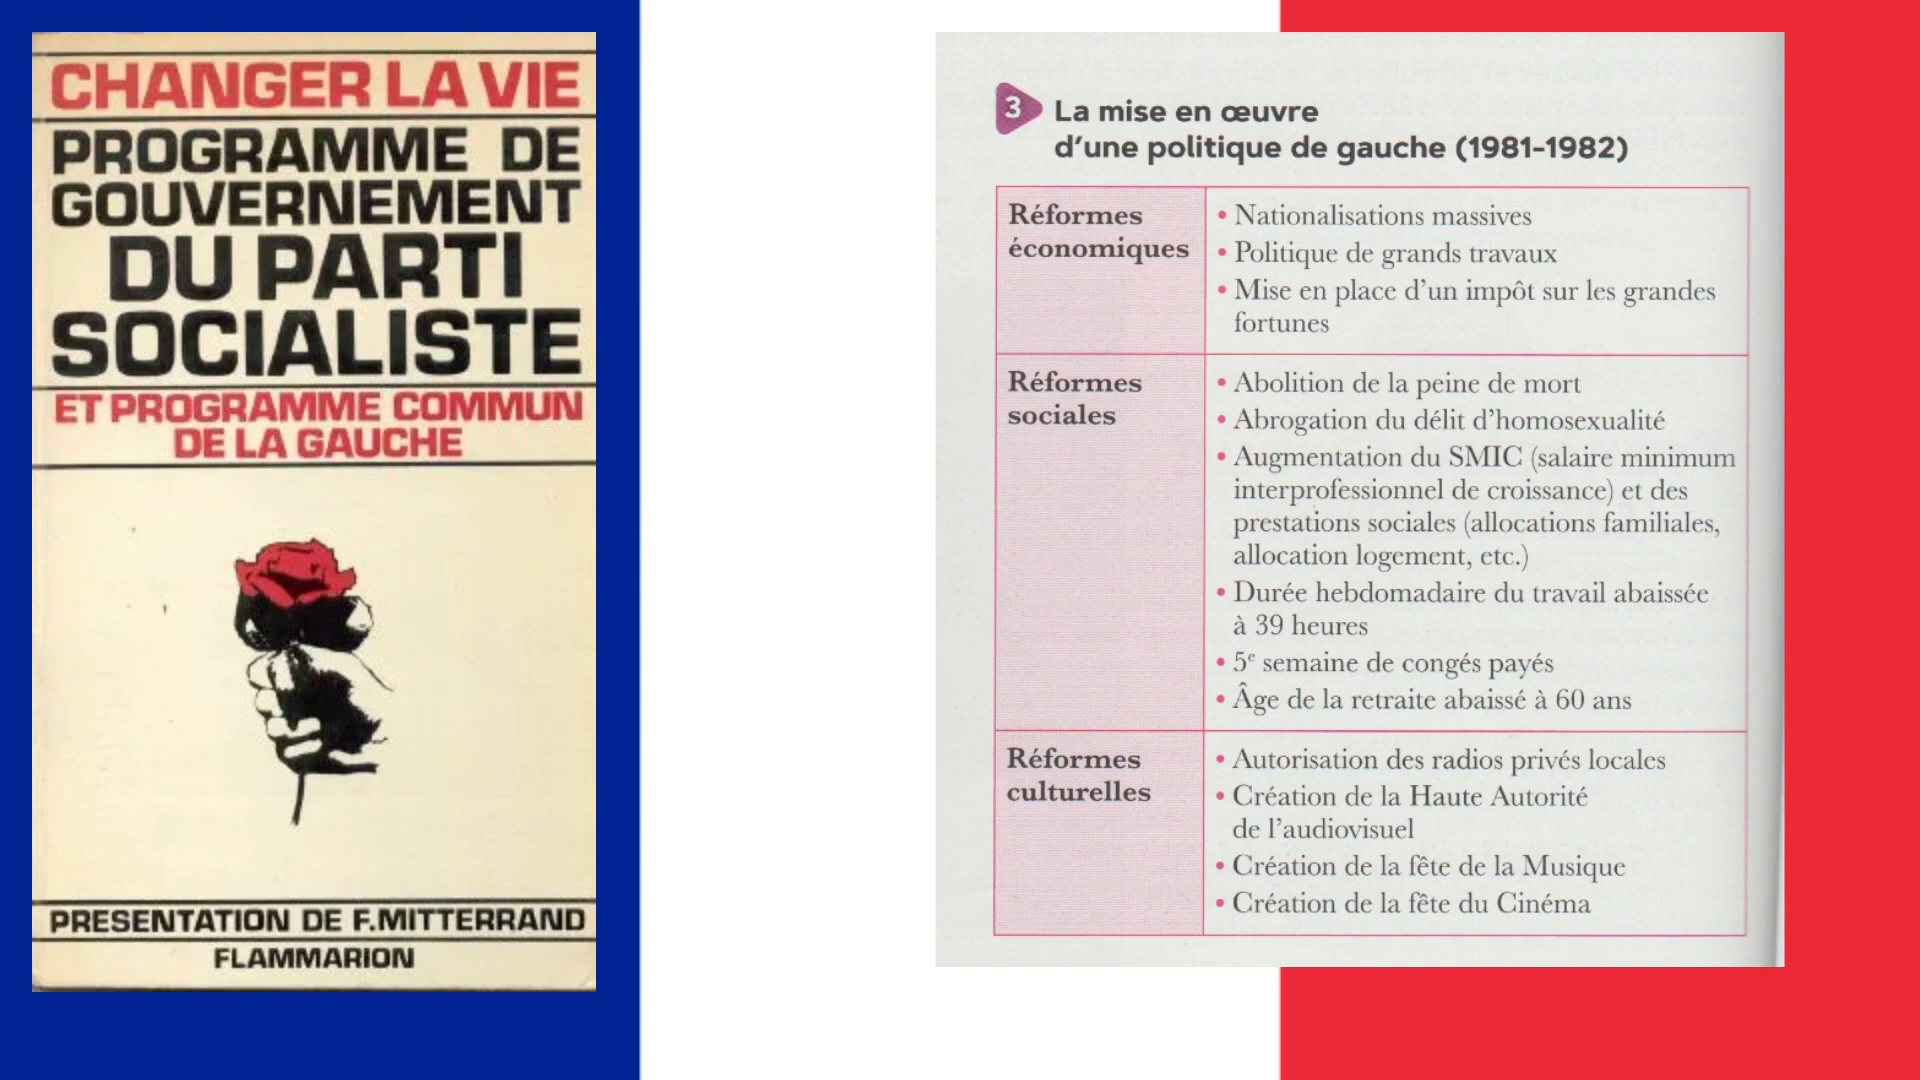 CHANGER LA VIE
PROGRAMME DE
GOUVERNEMENT
DU PARTI
SOCIALISTE
ET PROGRAMME COMMUN
DE LA GAUCHE
PRESENTATION DE F.MITTERRAND
FLAMMARION
3 La mise en œuvre
d’une politique de gauche (1981-1982)
Réformes
économiques
• Nationalisations massives
• Politique de grands travaux
• Mise en place d’un impôt sur les grandes
fortunes
Réformes
sociales
• Abolition de la peine de mort
• Abrogation du délit d’homosexualité
• Augmentation du SMIC (salaire minimum
interprofessionnel de croissance) et des
prestations sociales (allocations familiales,
allocation logement, etc.)
• Durée hebdomadaire du travail abaissée
à 39 heures
• 5e semaine de congés payés
• Âge de la retraite abaissé à 60 ans
Réformes
culturelles
• Autorisation des radios privés locales
• Création de la Haute Autorité
de l’audiovisuel
• Création de la fête de la Musique
• Création de la fête du Cinéma